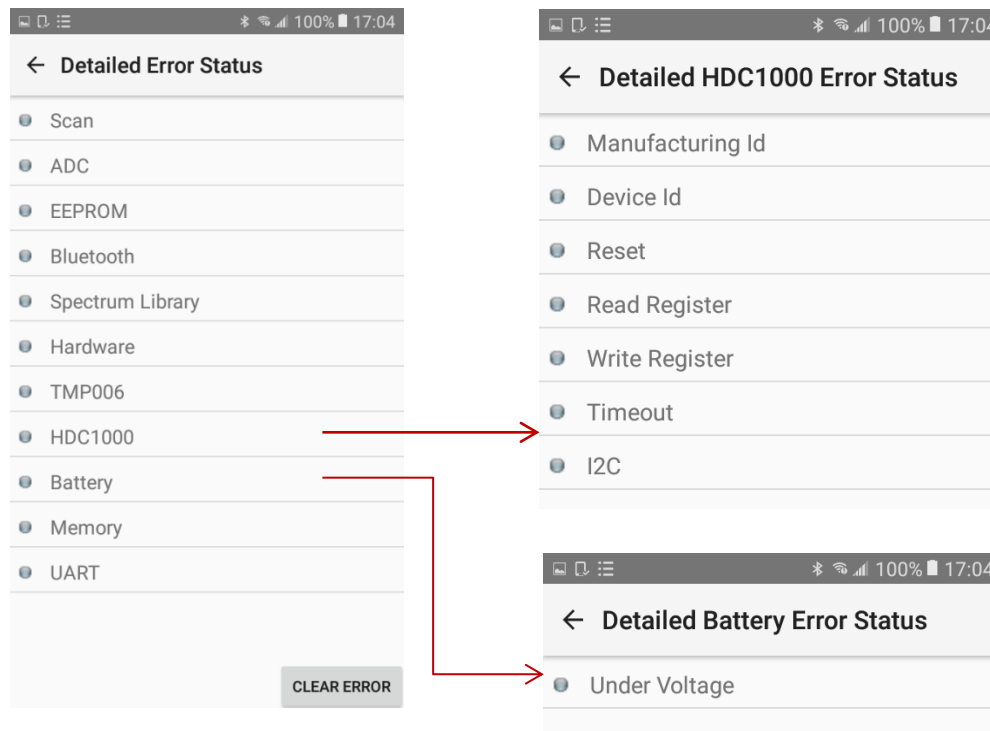 100% 17:04
Detailed Error Status
Scan
ADC
EEPROM
Bluetooth
Spectrum Library
Hardware
TMP006
HDC1000
Battery
Memory
UART
CLEAR ERROR
100% 17:04
Detailed HDC1000 Error Status
Manufacturing Id
Device Id
Reset
Read Register
Write Register
Timeout
I2C
100% 17:04
Detailed Battery Error Status
Under Voltage